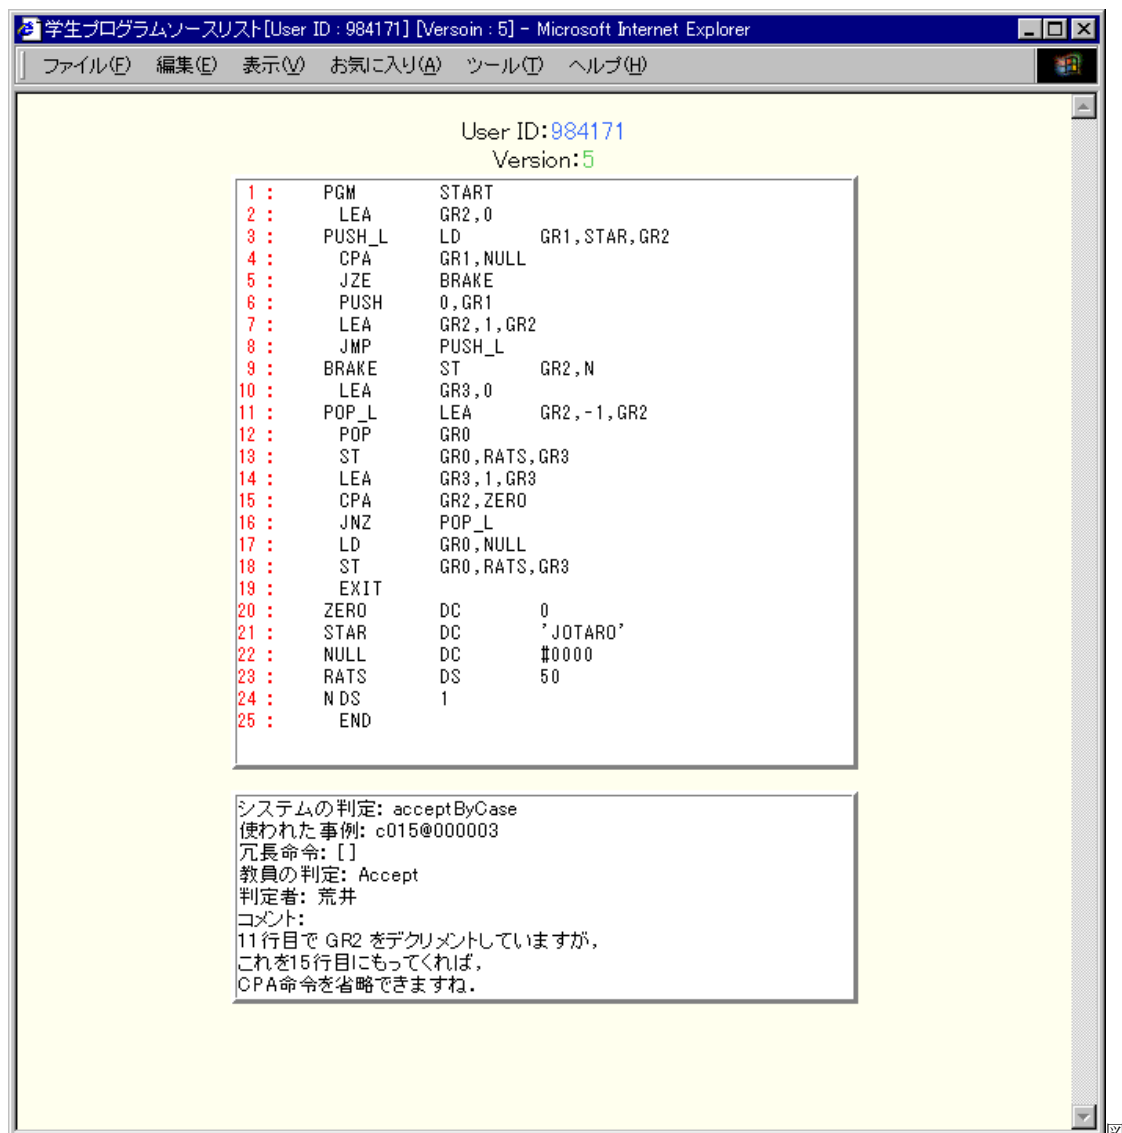 学生プログラムソースリスト[User ID : 984171] [Versoin : 5] - Microsoft Internet Explorer
ファイル(F) 編集(E) 表示(V) お気に入り(A) ツール(T) ヘルプ(H)
User ID:984171
Version:5
1 : PGM START
2 : LEA GR2,0
3 : PUSH_L LD GR1,STAR,GR2
4 : CPA GR1,NULL
5 : JZE BRAKE
6 : PUSH 0,GR1
7 : LEA GR2,1,GR2
8 : JMP PUSH_L
9 : BRAKE ST GR2,N
10 : LEA GR3,0
11 : POP_L LEA GR2,-1,GR2
12 : POP GR0
13 : ST GR0,RATS,GR3
14 : LEA GR3,1,GR3
15 : CPA GR2,ZERO
16 : JNZ POP_L
17 : LD GR0,NULL
18 : ST GR0,RATS,GR3
19 : EXIT
20 : ZERO DC 0
21 : STAR DC 'JOTARO'
22 : NULL DC #0000
23 : RATS DS 50
24 : N DS 1
25 : END
システムの判定: acceptByCase
使われた事例: c015@000003
冗長命令: []
教員の判定: Accept
判定者: 荒井
コメント:
11行目で GR2 をデクリメントしていますが,
これを15行目にもってくれば,
CPA命令を省略できますね.